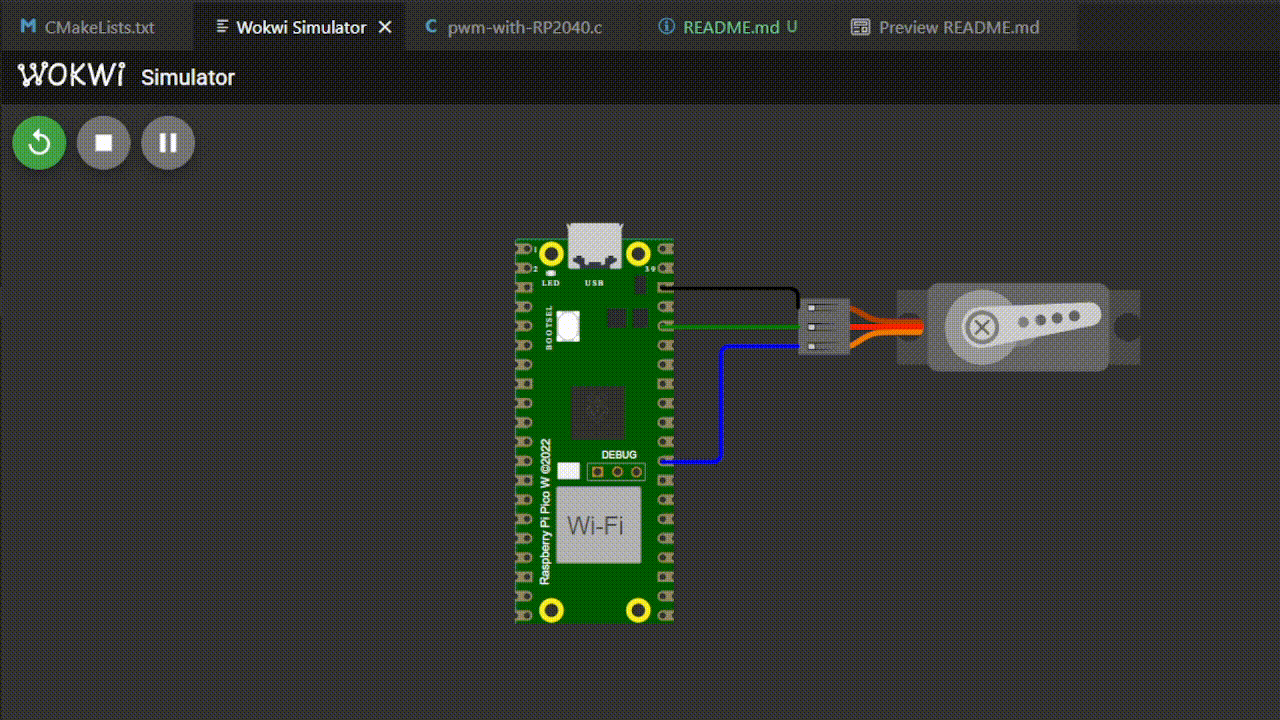 CMakeLists.txt
Wokwi Simulator
pwm-with-RP2040.c
README.md U
Preview README.md
WOKWI Simulator
1
2
39
LED
USB
BOOTSEL
DEBUG
Raspberry Pi Pico W ©2022
Wi-Fi